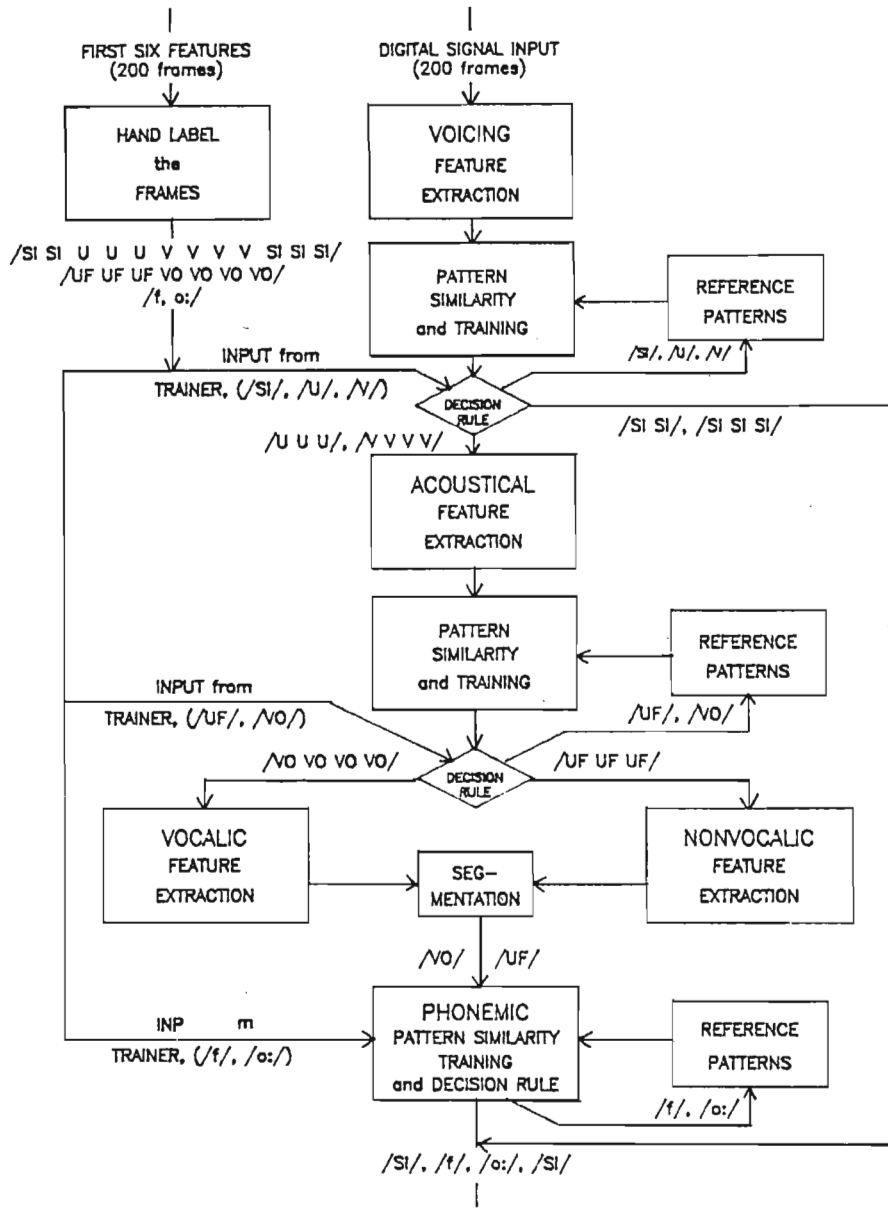 FIRST SIX FEATURES
(200 frames)
DIGITAL SIGNAL INPUT
(200 frames)
HAND LABEL
the
FRAMES
VOICING
FEATURE
EXTRACTION
/SI SI U U U V V V V SI SI SI/
/UF UF UF VO VO VO VO/
/f, o:/
PATTERN
SIMILARITY
and TRAINING
REFERENCE
PATTERNS
/SI/, /U/, /V/
INPUT from
TRAINER, (/SI/, /U/, /V/)
DECISION
RULE
/SI SI/, /SI SI SI/
/U U U/, /V V V V/
ACOUSTICAL
FEATURE
EXTRACTION
PATTERN
SIMILARITY
and TRAINING
REFERENCE
PATTERNS
INPUT from
TRAINER, (/UF/, /VO/)
/UF/, /VO/
/VO VO VO VO/
DECISION
RULE
/UF UF UF/
VOCALIC
FEATURE
EXTRACTION
SEG-
MENTATION
NONVOCALIC
FEATURE
EXTRACTION
/VO/ /UF/
PHONEMIC
PATTERN SIMILARITY
TRAINING
and DECISION RULE
REFERENCE
PATTERNS
INP m
TRAINER, (/f/, /o:/)
/f/, /o:/
/SI/, /f/, /o:/, /SI/